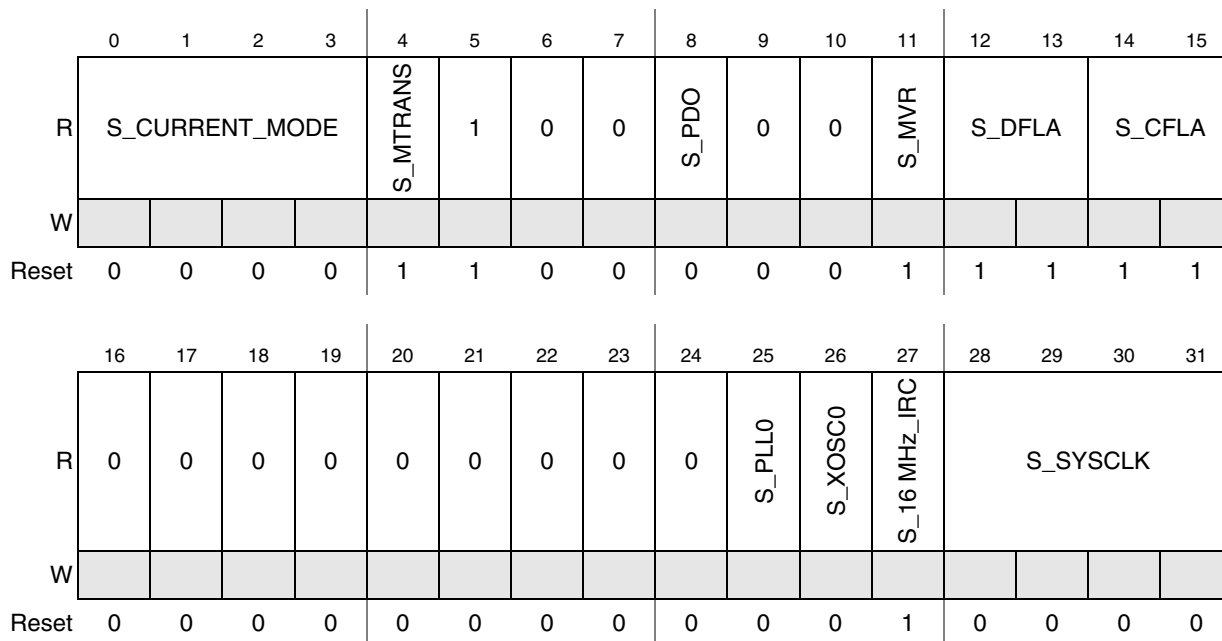 0 1 2 3 4 5 6 7 8 9 10 11 12 13 14 15
R S_CURRENT_MODE S_MTRANS 1 0 0 S_PDO 0 0 S_MVR S_DFLA S_CFLA
W
Reset 0 0 0 0 1 1 0 0 0 0 0 1 1 1 1 1
16 17 18 19 20 21 22 23 24 25 26 27 28 29 30 31
R 0 0 0 0 0 0 0 0 0 S_PLL0 S_XOSC0 S_16 MHz_IRC S_SYSCLK
W
Reset 0 0 0 0 0 0 0 0 0 0 0 1 0 0 0 0